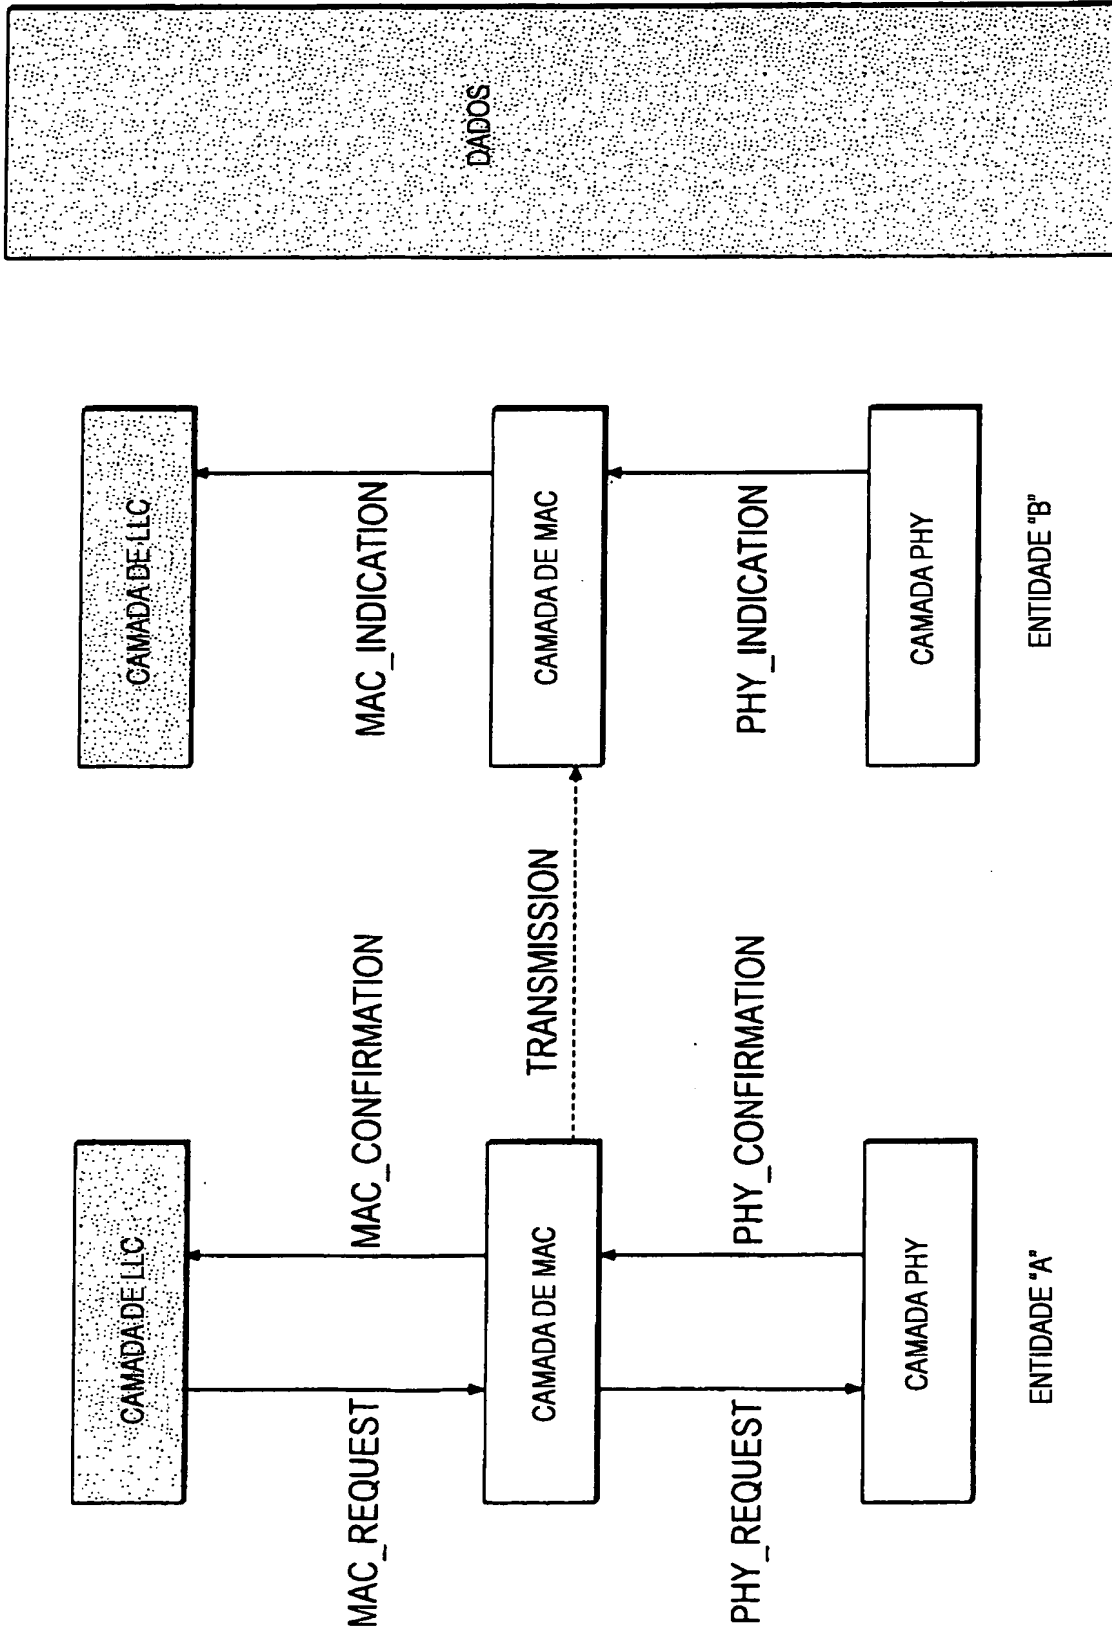 CAMADA DE LLC
CAMADA DE LLC
MAC_REQUEST
MAC_CONFIRMATION
MAC_INDICATION
CAMADA DE MAC
TRANSMISSION
CAMADA DE MAC
PHY_REQUEST
PHY_CONFIRMATION
PHY_INDICATION
CAMADA PHY
CAMADA PHY
ENTIDADE "A"
ENTIDADE "B"
DADOS